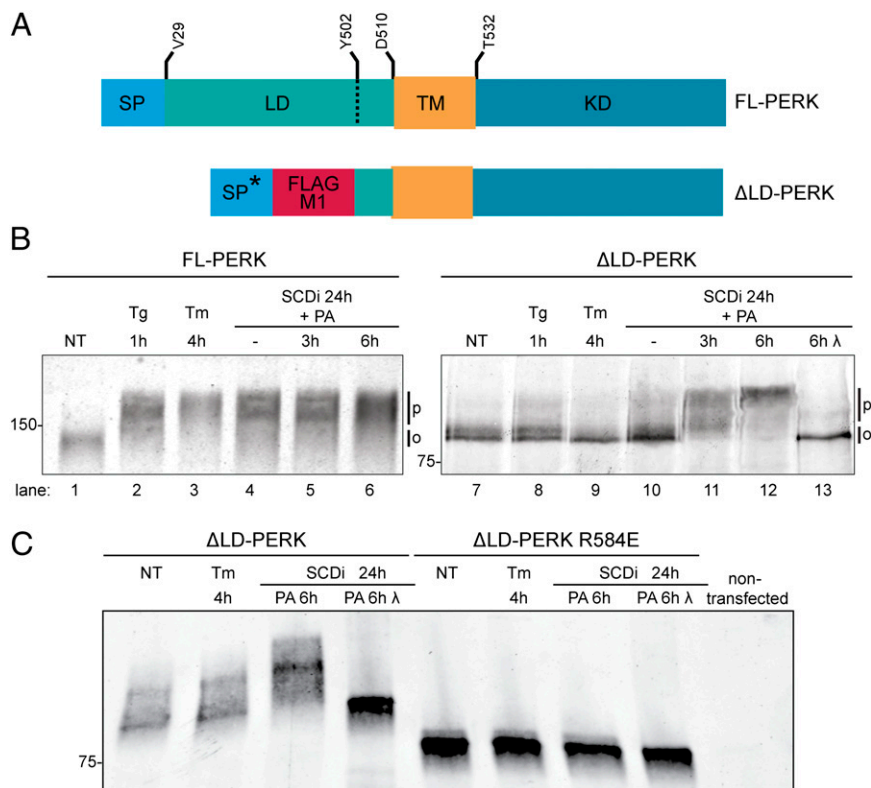 A
V29 Y502 D510 T532
SP LD TM KD FL-PERK
SP* FLAG M1 ΔLD-PERK
B
FL-PERK ΔLD-PERK
SCDi 24h SCDi 24h
Tg Tm + PA Tg Tm + PA
NT 1h 4h - 3h 6h NT 1h 4h - 3h 6h 6h λ
150
p
o
75
p
o
lane: 1 2 3 4 5 6 7 8 9 10 11 12 13
C
ΔLD-PERK ΔLD-PERK R584E
NT Tm SCDi 24h NT Tm SCDi 24h non-
4h PA 6h PA 6h λ 4h PA 6h PA 6h λ transfected
75